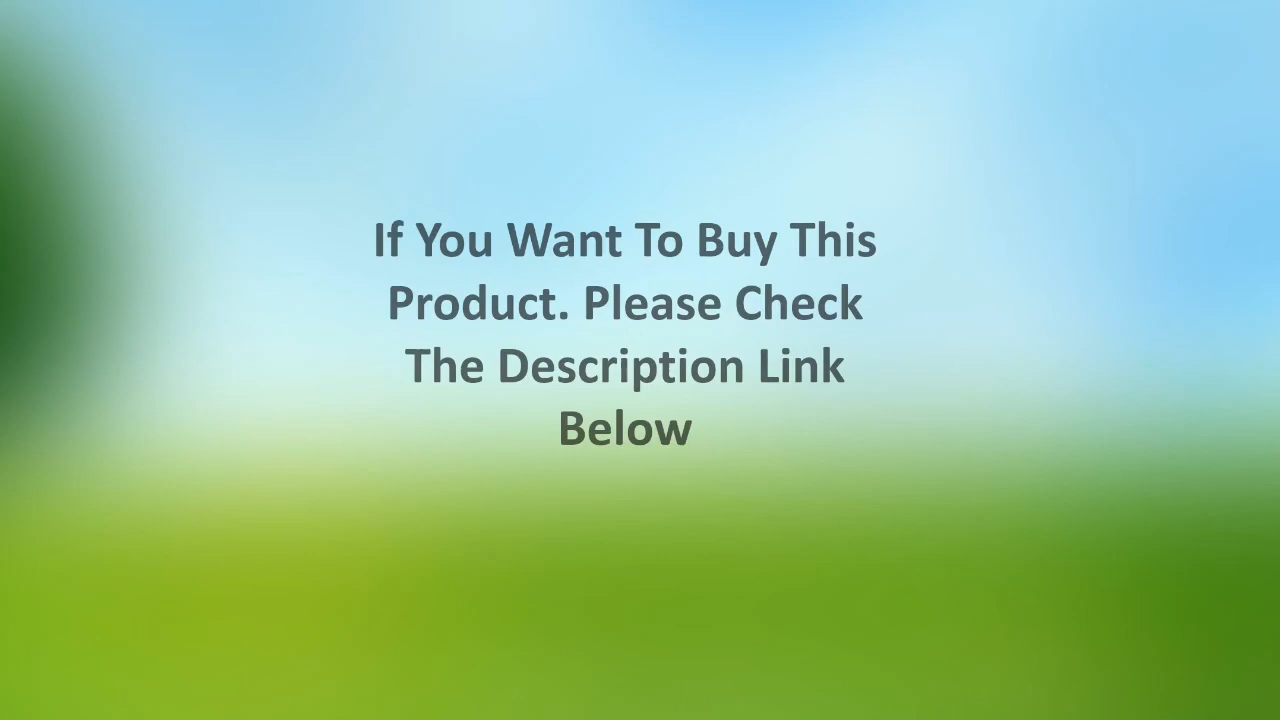 If You Want To Buy This
Product. Please Check
The Description Link
Below